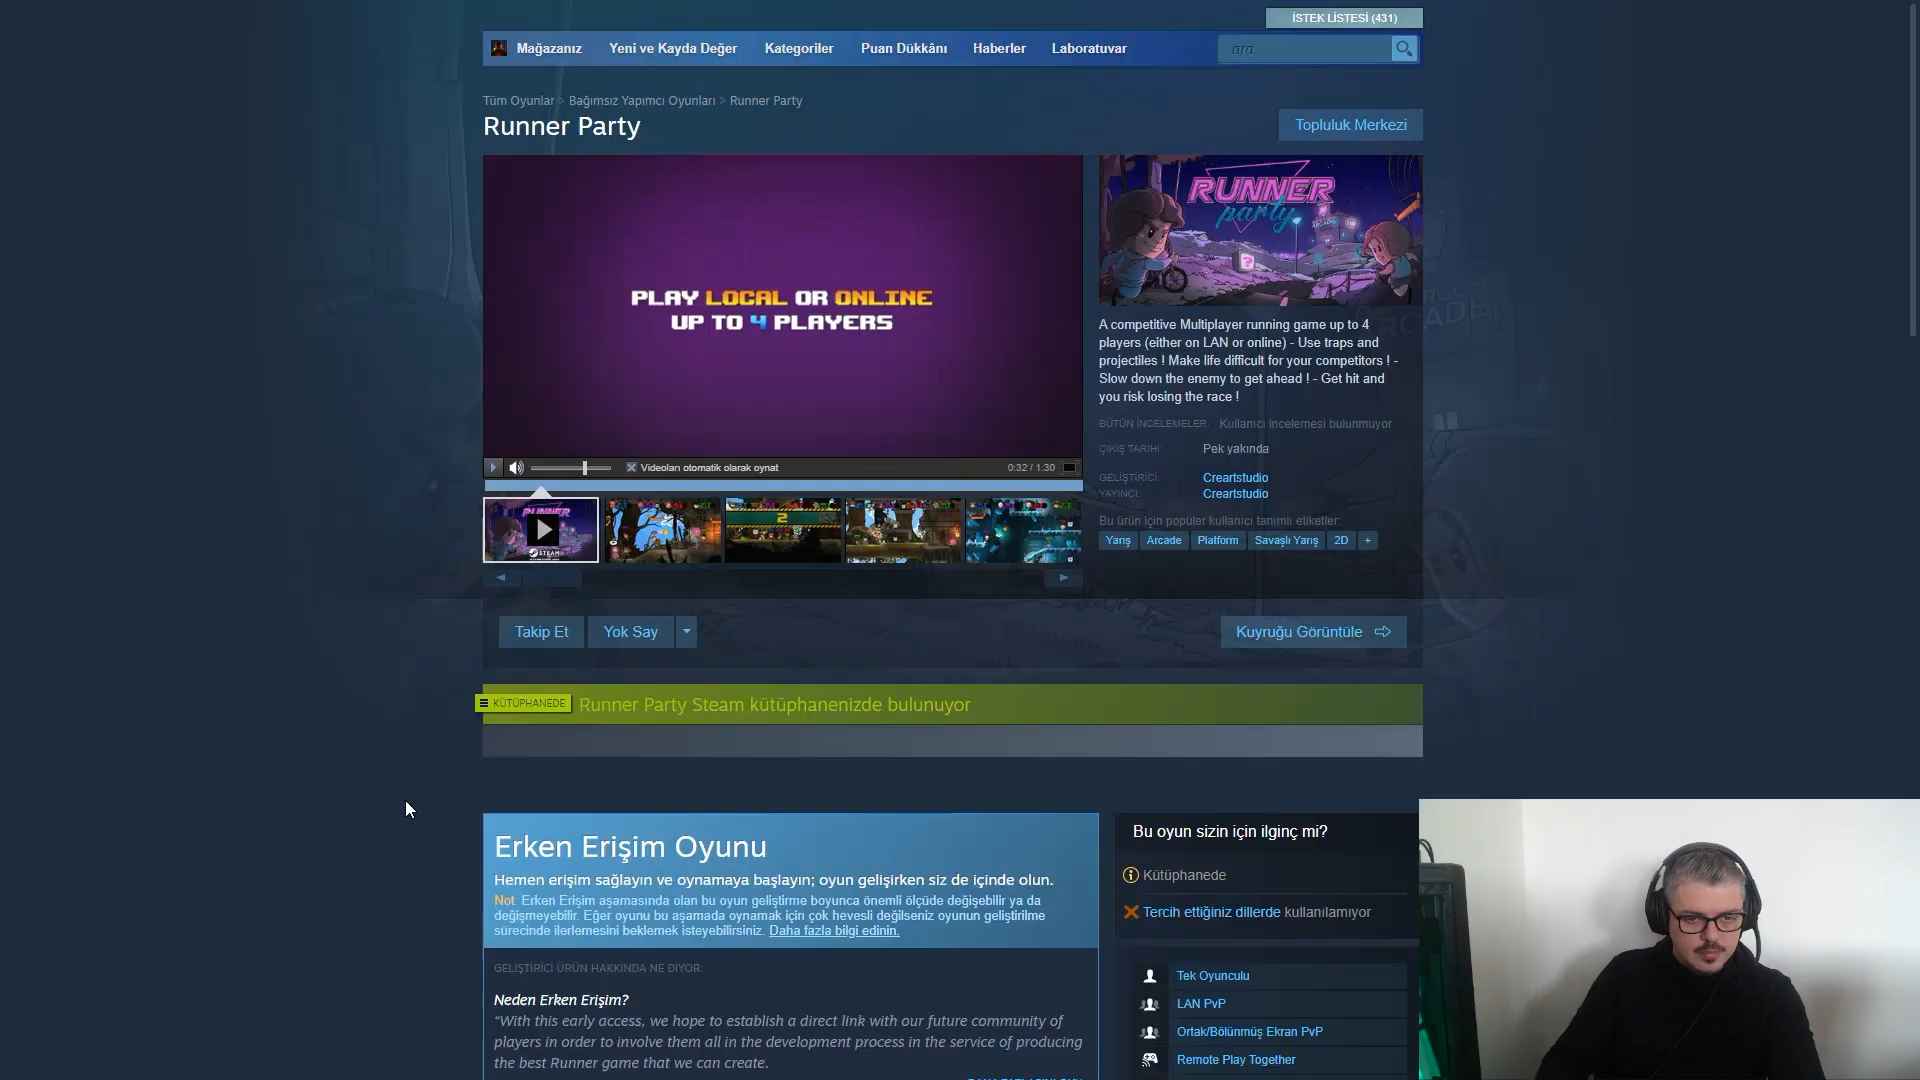 İSTEK LİSTESİ (431)
Mağazanız
Yeni ve Kayda Değer
Kategoriler
Puan Dükkânı
Haberler
Laboratuvar
ara
Tüm Oyunlar > Bağımsız Yapımcı Oyunları > Runner Party
Runner Party
Topluluk Merkezi
PLAY LOCAL OR ONLINE
UP TO 4 PLAYERS
Videoları otomatik olarak oynat
0:32 / 1:30
RUNNER
party
A competitive Multiplayer running game up to 4
players (either on LAN or online) - Use traps and
projectiles ! Make life difficult for your competitors ! -
Slow down the enemy to get ahead ! - Get hit and
you risk losing the race !
BÜTÜN İNCELEMELER: Kullanıcı incelemesi bulunmuyor
ÇIKIŞ TARİHİ: Pek yakında
GELİŞTİRİCİ: Creartstudio
YAYINCI: Creartstudio
Bu ürün için popüler kullanıcı tanımlı etiketler:
Yarış Arcade Platform Savaşlı Yarış 2D +
RUNNER
STEAM
2
Takip Et
Yok Say
Kuyruğu Görüntüle
KÜTÜPHANEDE
Runner Party Steam kütüphanenizde bulunuyor
Erken Erişim Oyunu
Hemen erişim sağlayın ve oynamaya başlayın; oyun gelişirken siz de içinde olun.
Not: Erken Erişim aşamasında olan bu oyun geliştirme boyunca önemli ölçüde değişebilir ya da
değişmeyebilir. Eğer oyunu bu aşamada oynamak için çok hevesli değilseniz oyunun geliştirilme
sürecinde ilerlemesini beklemek isteyebilirsiniz. Daha fazla bilgi edinin.
GELİŞTİRİCİ ÜRÜN HAKKINDA NE DİYOR:
Neden Erken Erişim?
“With this early access, we hope to establish a direct link with our future community of
players in order to involve them all in the development process in the service of producing
the best Runner game that we can create.
Bu oyun sizin için ilginç mi?
Kütüphanede
Tercih ettiğiniz dillerde kullanılamıyor
Tek Oyunculu
LAN PvP
Ortak/Bölünmüş Ekran PvP
Remote Play Together